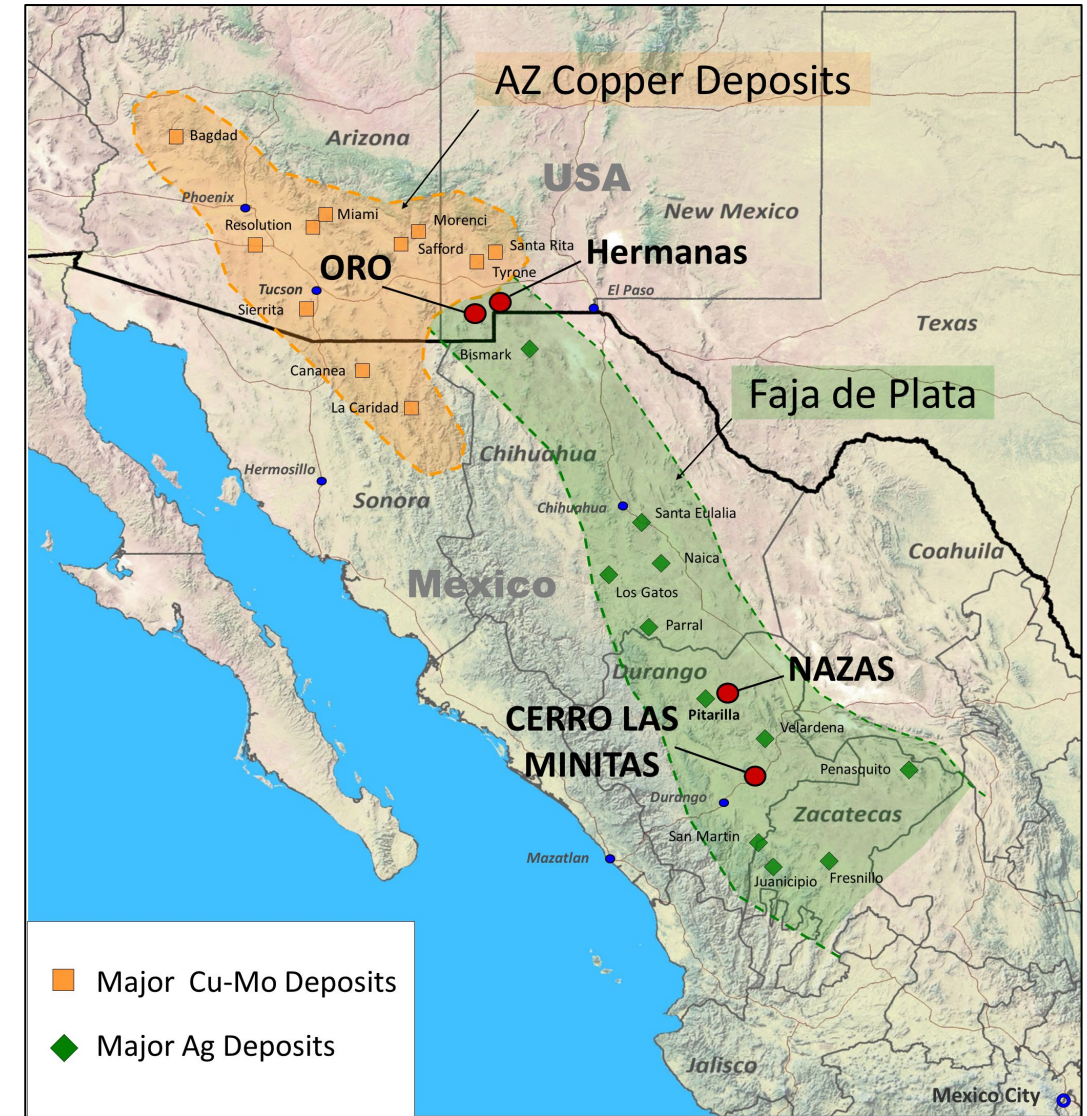 AZ Copper Deposits
Bagdad
Arizona
USA
Phoenix
New Mexico
Miami
Morenci
Resolution
Safford
Santa Rita
Hermanas
ORO
Tyrone
Tucson
El Paso
Sierrita
Texas
Bismark
Cananea
Faja de Plata
La Caridad
Chihuahua
Hermosillo
Sonora
Chihuahua
Santa Eulalia
Coahuila
Naica
Mexico
Los Gatos
Parral
Durango
NAZAS
Pitarilla
CERRO LAS
MINITAS
Velardena
Penasquito
Durango
Zacatecas
San Martin
Mazatlan
Juanicipio
Fresnillo
Major Cu-Mo Deposits
Major Ag Deposits
Jalisco
Mexico City